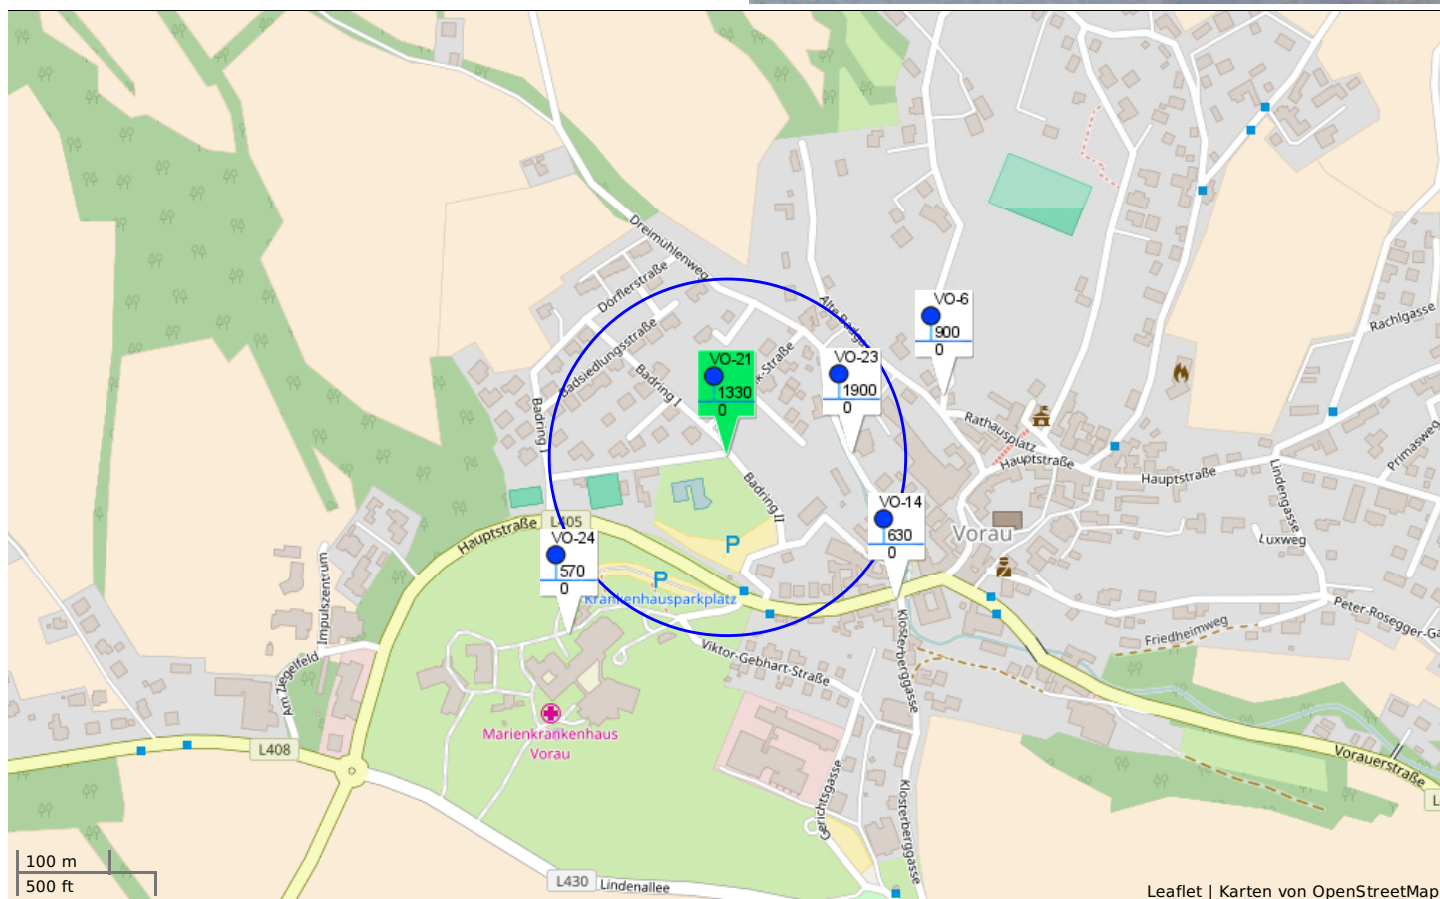 Dreimühlenweg
Dörflerstraße
Alte Badga
VO-6
900
0
Rachlgasse
Badsiedlungsstraße
VO-21
1330
0
k-Straße
VO-23
1900
0
Badring I
Badring I
Rathausplatz
Hauptstraße
Hauptstraße
Primasweg
Lindengasse
Badring II
VO-14
630
0
Vorau
Luxweg
L405
Hauptstraße
VO-24
570
0
P
P
Krankenhausparkplatz
Impulszentrum
Peter-Rosegger-Ga
Friedheimweg
Klosterberggasse
Viktor-Gebhart-Straße
Am Ziegelfeld
Marienkrankenhaus
Vorau
L408
Vorauerstraße
Gerichtsgasse
Klosterberggasse
L
100 m
500 ft
L430
Lindenallee
Leaflet | Karten von OpenStreetMap